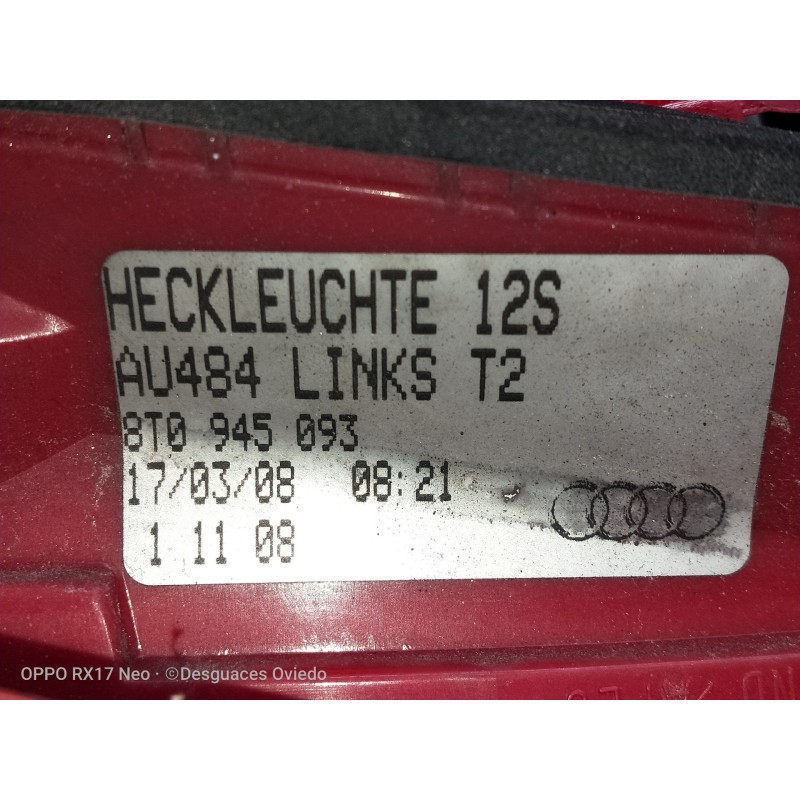 HECKLEUCHTE 12S
AU484 LINKS T2
8T0 945 093
17/03/08 08:21
1 11 08
OPPO RX17 Neo · ©Desguaces Oviedo